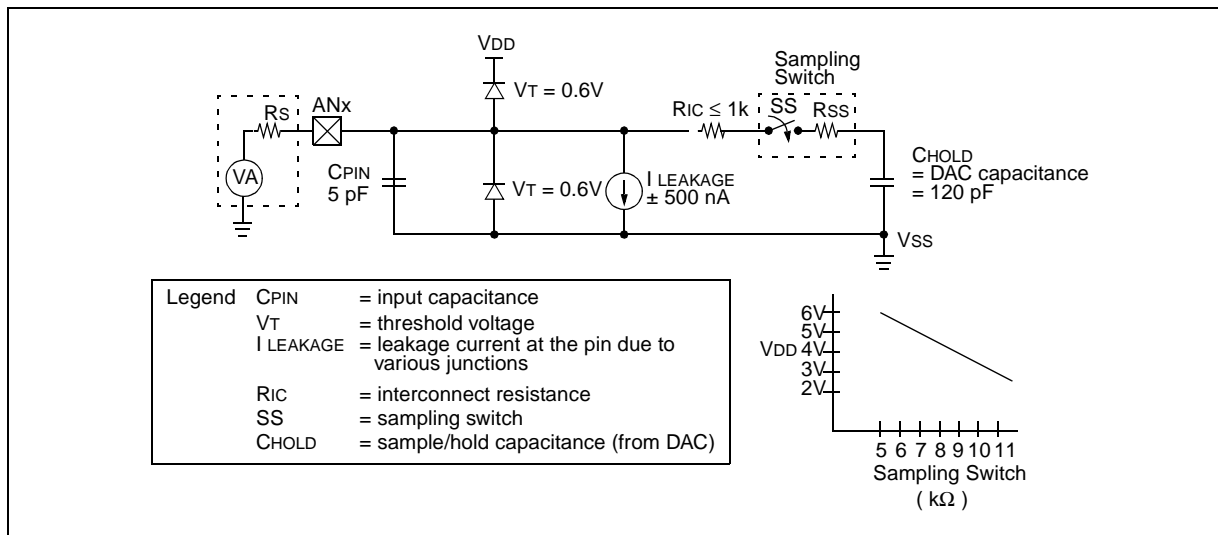 VDD
Sampling
Switch
VT = 0.6V
RS
ANx
RIC ≤ 1k
SS
RSS
VA
CPIN
5 pF
VT = 0.6V
I LEAKAGE
± 500 nA
CHOLD
= DAC capacitance
= 120 pF
VSS
Legend CPIN = input capacitance
VT = threshold voltage
I LEAKAGE = leakage current at the pin due to
various junctions
RIC = interconnect resistance
SS = sampling switch
CHOLD = sample/hold capacitance (from DAC)
6V
5V
VDD 4V
3V
2V
5 6 7 8 9 10 11
Sampling Switch
( kΩ )